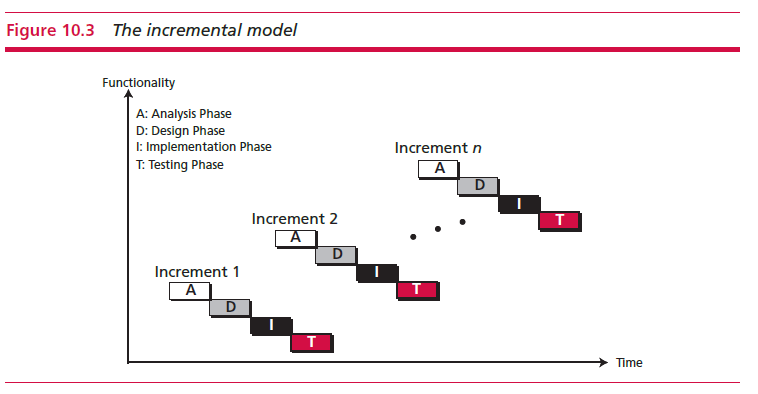 Figure 10.3 The incremental model
Functionality
A: Analysis Phase
D: Design Phase
I: Implementation Phase
T: Testing Phase
Increment n
A
D
I
T
Increment 2
A
D
I
T
Increment 1
A
D
I
T
Time